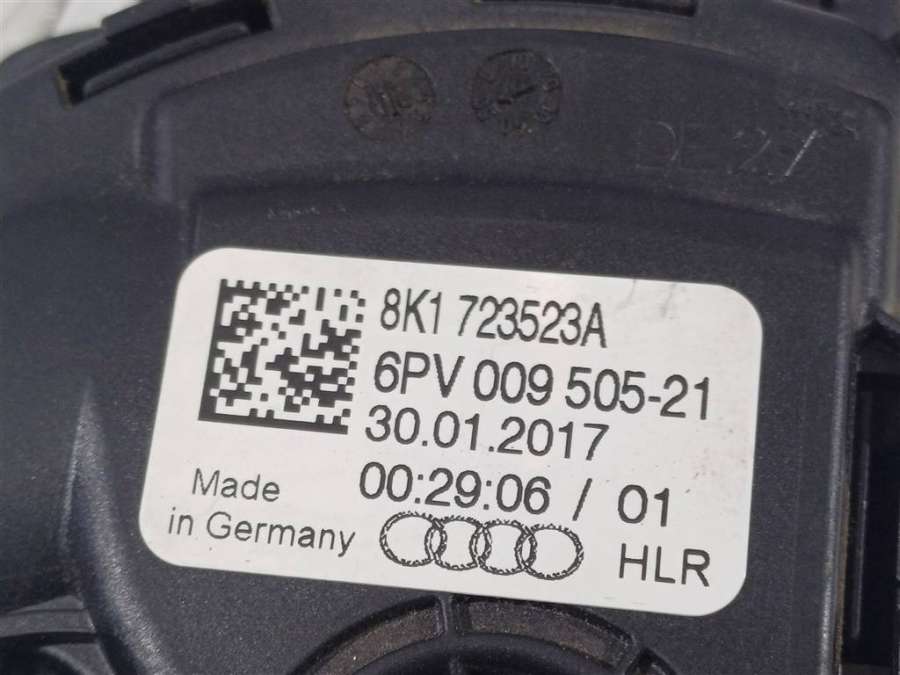 8K1 723523A
6PV 009 505-21
30.01.2017
00:29:06 / 01
Made
in Germany
HLR